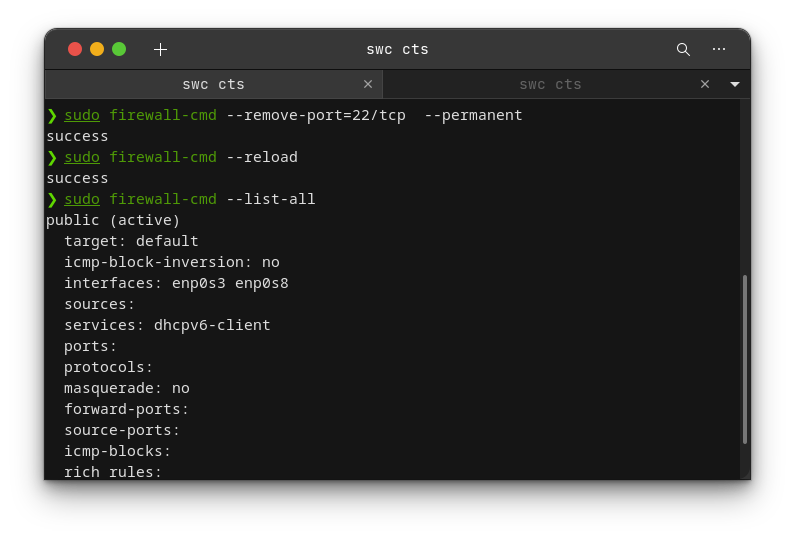 swc cts
swc cts
swc cts
❯ sudo firewall-cmd --remove-port=22/tcp  --permanent
success
❯ sudo firewall-cmd --reload
success
❯ sudo firewall-cmd --list-all
public (active)
  target: default
  icmp-block-inversion: no
  interfaces: enp0s3 enp0s8
  sources:
  services: dhcpv6-client
  ports:
  protocols:
  masquerade: no
  forward-ports:
  source-ports:
  icmp-blocks:
  rich rules: